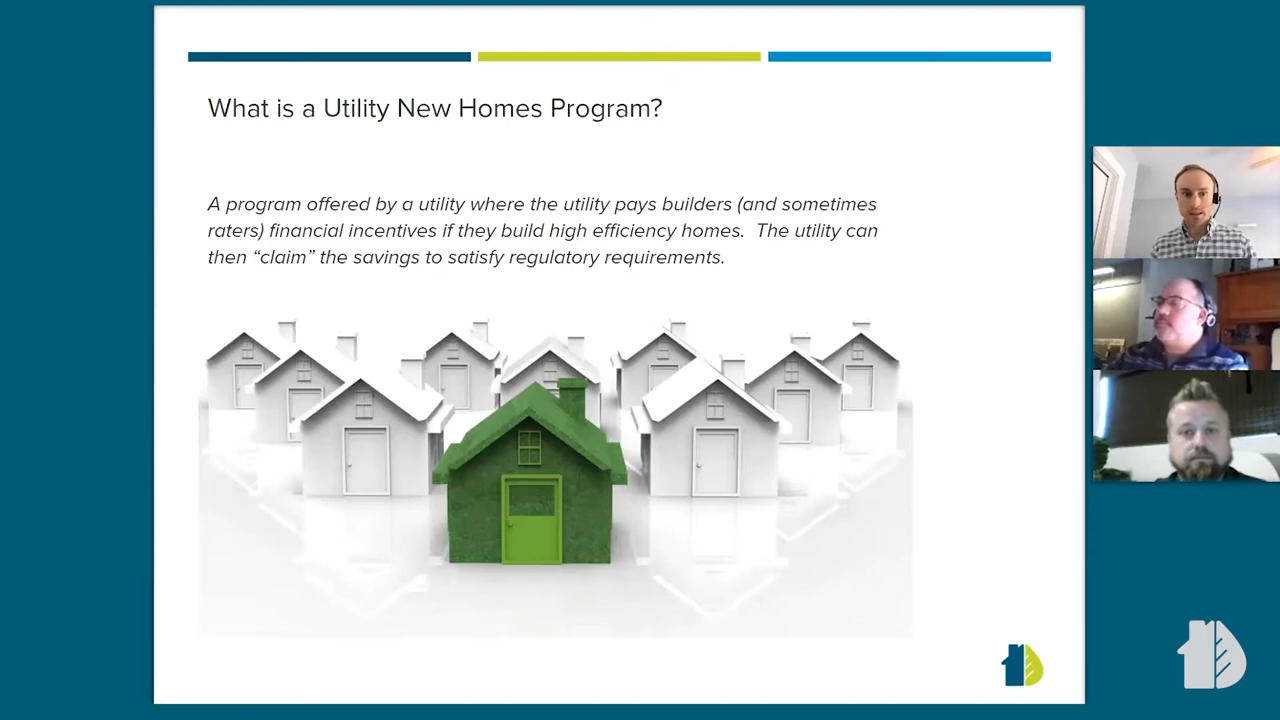 What is a Utility New Homes Program?
A program offered by a utility where the utility pays builders (and sometimes
raters) financial incentives if they build high efficiency homes.  The utility can
then “claim” the savings to satisfy regulatory requirements.